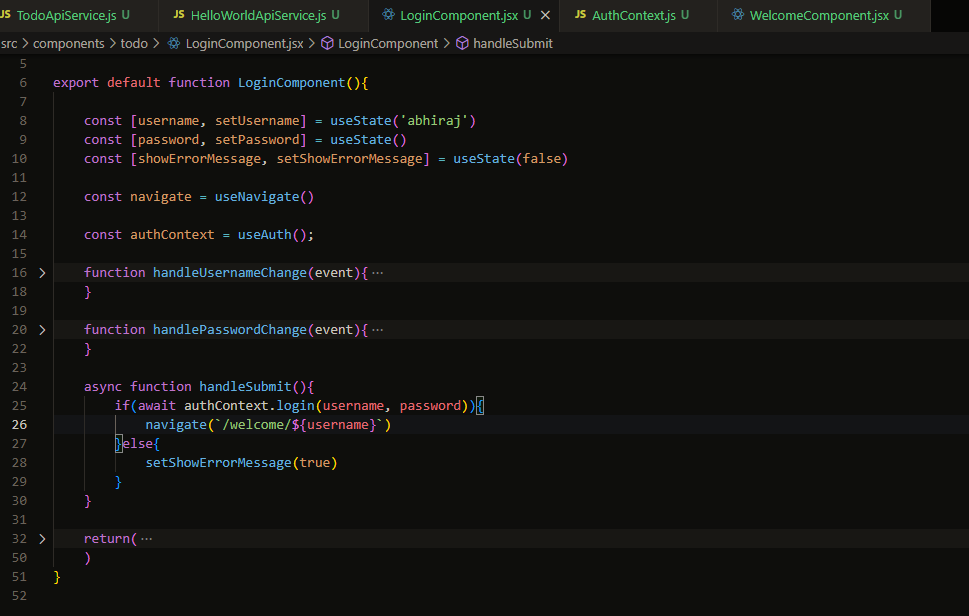 JS TodoApiService.js U JS HelloWorldApiService.js U LoginComponent.jsx U JS AuthContext.js U WelcomeComponent.jsx U
src > components > todo > LoginComponent.jsx > LoginComponent > handleSubmit
5
6 export default function LoginComponent(){
7
8 const [username, setUsername] = useState('abhiraj')
9 const [password, setPassword] = useState()
10 const [showErrorMessage, setShowErrorMessage] = useState(false)
11
12 const navigate = useNavigate()
13
14 const authContext = useAuth();
15
16 function handleUsernameChange(event){ ⋯
18 }
19
20 function handlePasswordChange(event){ ⋯
22 }
23
24 async function handleSubmit(){
25 if(await authContext.login(username, password)){
26 navigate(`/welcome/${username}`)
27 }else{
28 setShowErrorMessage(true)
29 }
30 }
31
32 return( ⋯
50 )
51 }
52